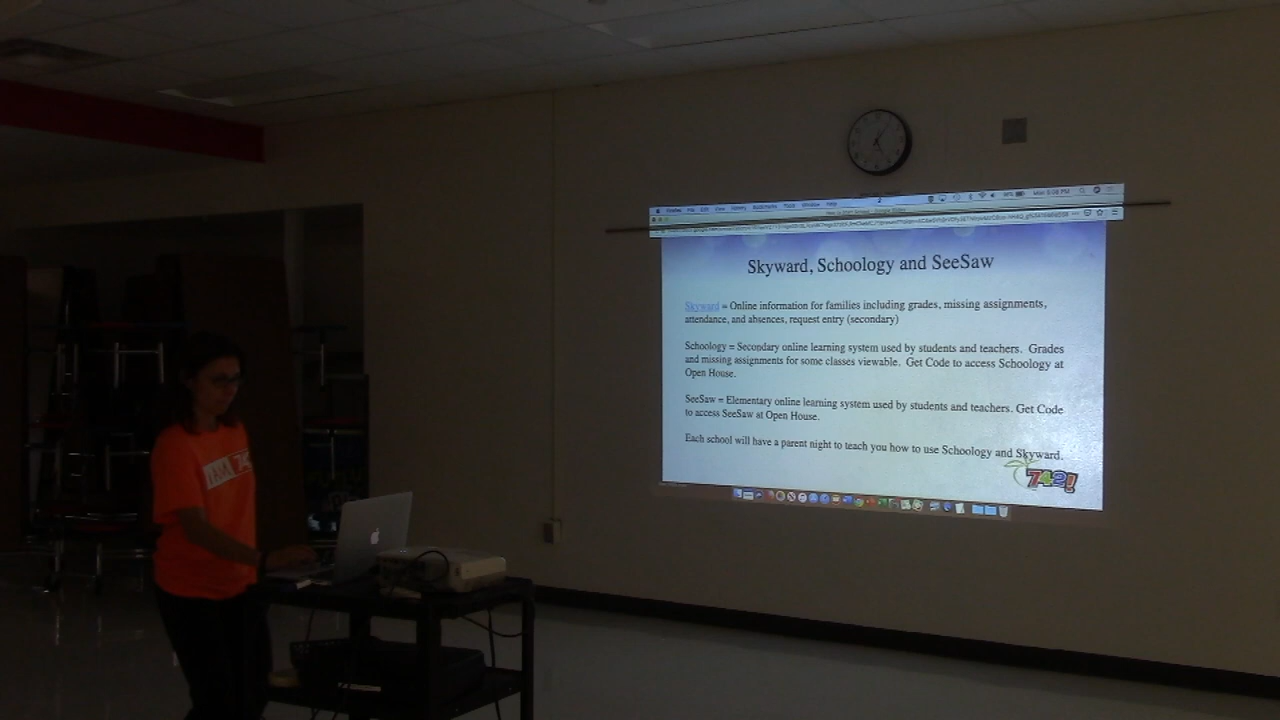 Skyward, Schoology and SeeSaw
Skyward = Online information for families including grades, missing assignments,
attendance, and absences, request entry (secondary)
Schoology = Secondary online learning system used by students and teachers. Grades
and missing assignments for some classes viewable. Get Code to access Schoology at
Open House.
SeeSaw = Elementary online learning system used by students and teachers. Get Code
to access SeeSaw at Open House.
Each school will have a parent night to teach you how to use Schoology and Skyward.
742!
I AM